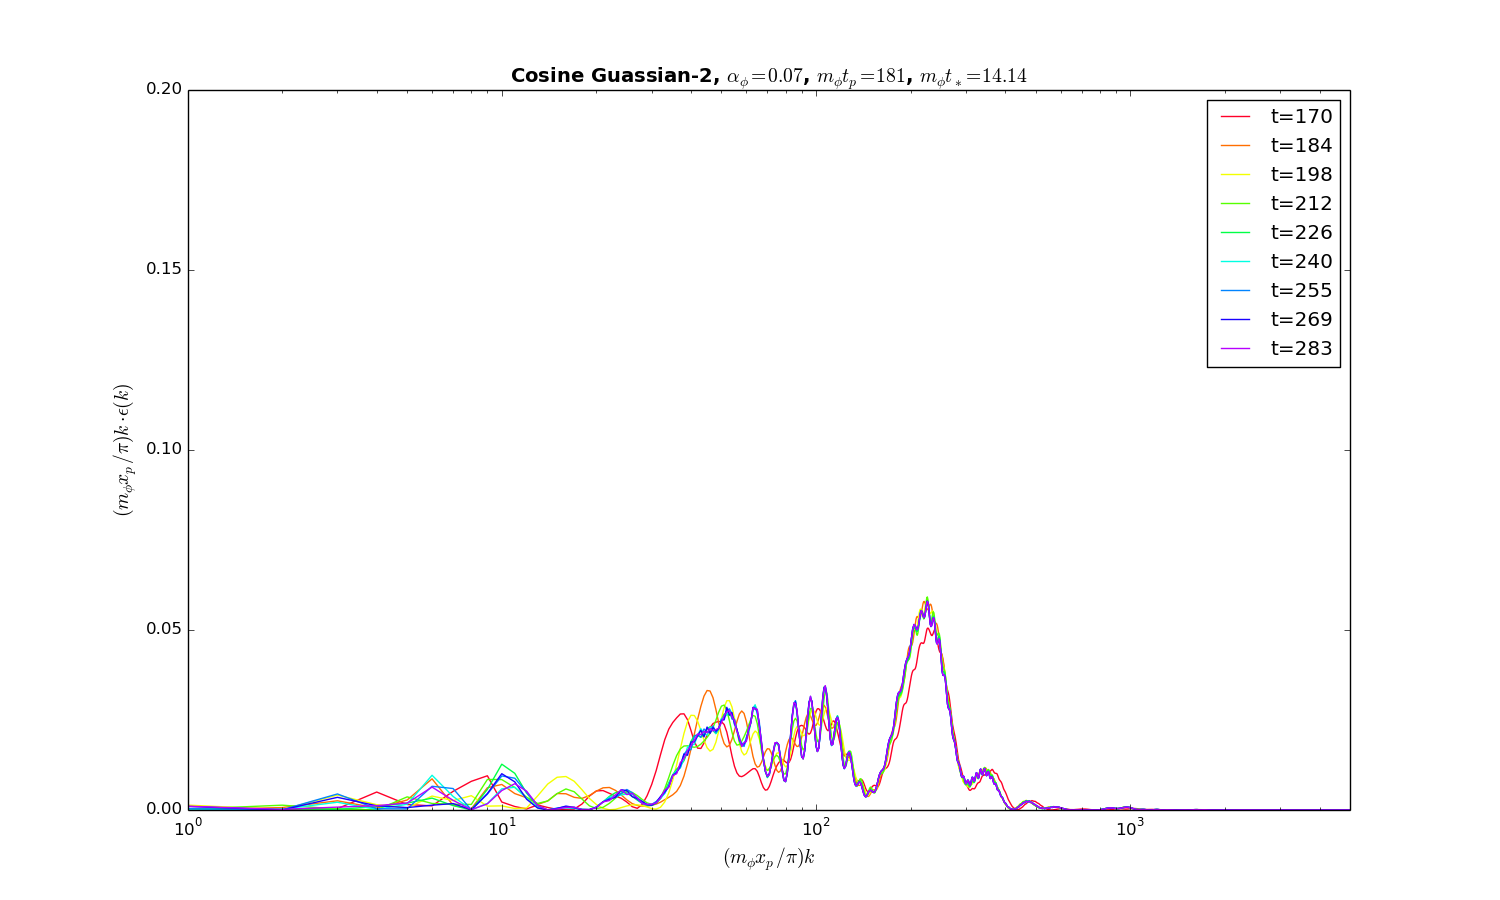 Cosine Guassian-2, α_ϕ=0.07, m_ϕt_p=181, m_ϕt_*=14.14
0.20
0.15
0.10
0.05
0.00
(m_ϕx_p/π)k·ϵ(k)
t=170
t=184
t=198
t=212
t=226
t=240
t=255
t=269
t=283
10^0
10^1
10^2
10^3
(m_ϕx_p/π)k